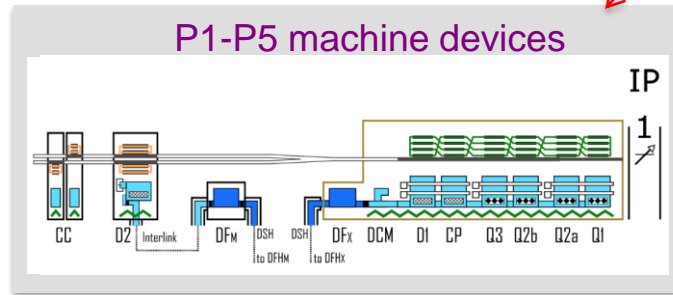 P1-P5 machine devices
IP
1
CC D2 Interlink DFM DSH DSH DFX DCM D1 CP Q3 Q2b Q2a Q1
to DFHM to DFHX